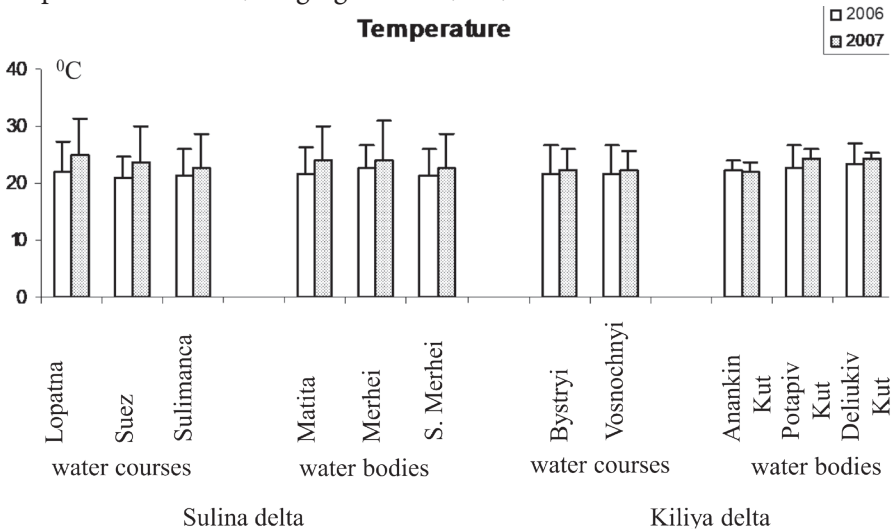 Temperature
2006
2007
⁰C
40
30
20
10
0
Lopatna
Suez
Sulimanca
Matita
Merhei
S. Merhei
Bystryi
Vosnochnyi
Anankin
Kut
Potapiv
Kut
Deliukiv
Kut
water courses
water bodies
water courses
water bodies
Sulina delta
Kiliya delta